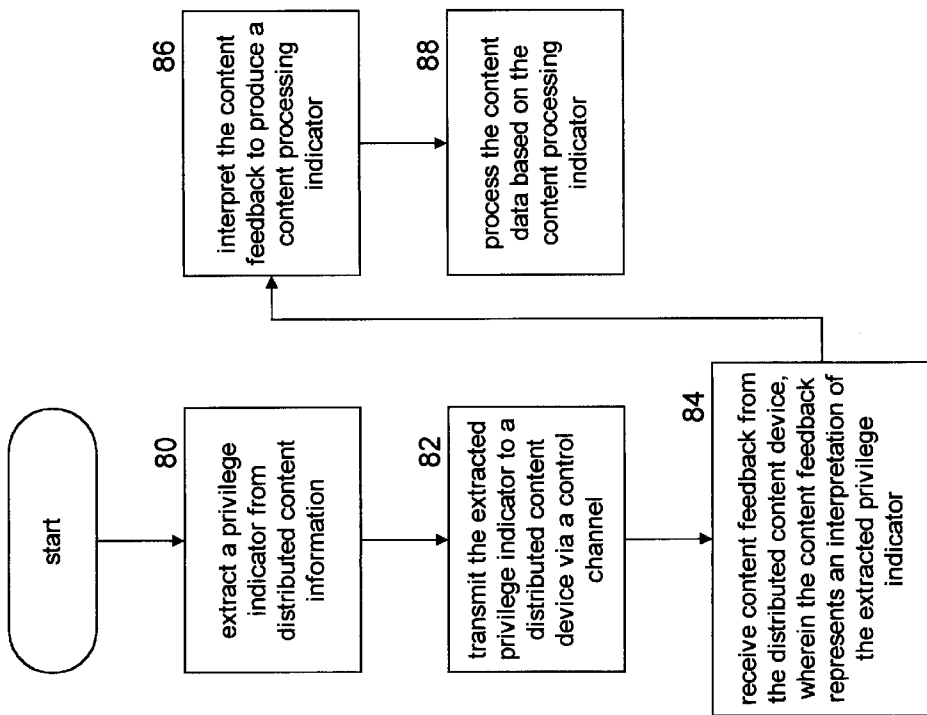 start
80
extract a privilege
indicator from
distributed content
information
82
transmit the extracted
privilege indicator to a
distributed content
device via a control
channel
84
receive content feedback from
the distributed content device,
wherein the content feedback
represents an interpretation of
the extracted privilege
indicator
86
interpret the content
feedback to produce a
content processing
indicator
88
process the content
data based on the
content processing
indicator